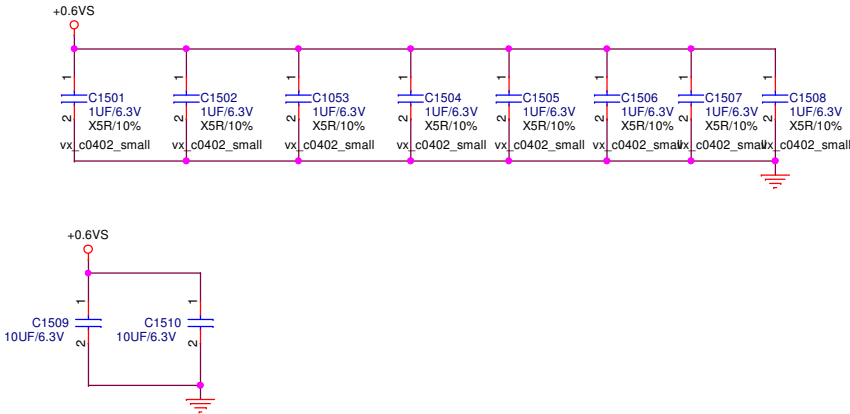 +0.6VS
1 1 1 1 1 1 1 1
C1501 C1502 C1053 C1504 C1505 C1506 C1507 C1508
1UF/6.3V 1UF/6.3V 1UF/6.3V 1UF/6.3V 1UF/6.3V 1UF/6.3V 1UF/6.3V 1UF/6.3V
2 2 2 2 2 2 2 2
X5R/10% X5R/10% X5R/10% X5R/10% X5R/10% X5R/10% X5R/10% X5R/10%
vx_c0402_small vx_c0402_small vx_c0402_small vx_c0402_small vx_c0402_small vx_c0402_small vx_c0402_small vx_c0402_small
+0.6VS
1 1
C1509 C1510
10UF/6.3V 10UF/6.3V
2 2